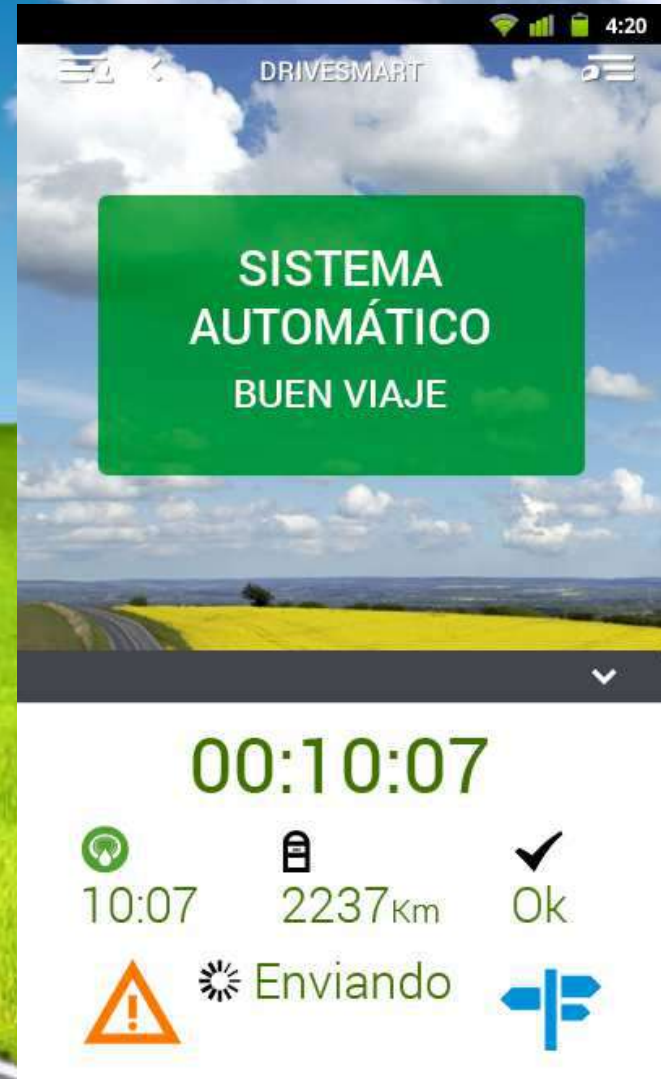 4:20
DRIVESMART
SISTEMA
AUTOMÁTICO
BUEN VIAJE
00:10:07
10:07 2237Km Ok
Enviando